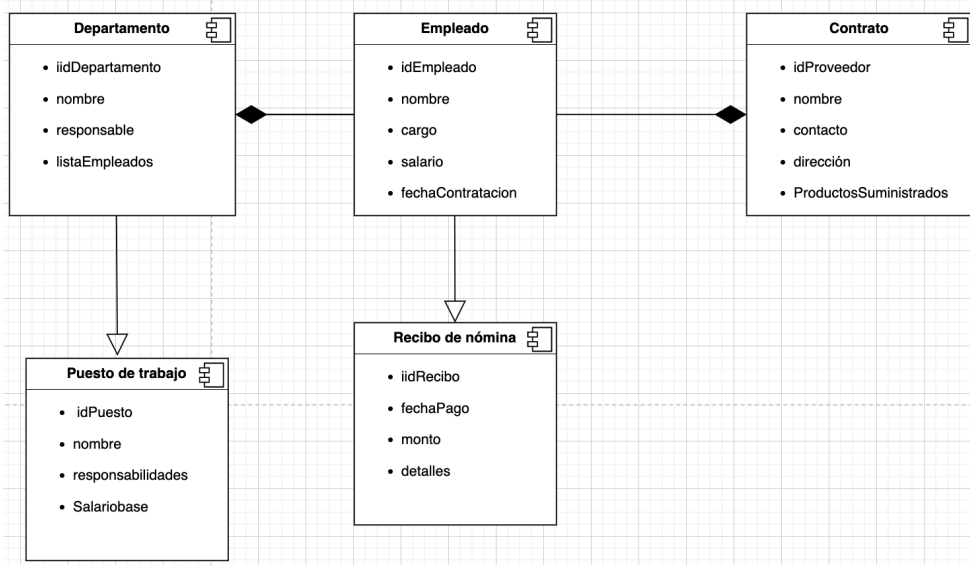 Departamento
iidDepartamento
nombre
responsable
listaEmpleados
Empleado
idEmpleado
nombre
cargo
salario
fechaContratacion
Contrato
idProveedor
nombre
contacto
dirección
ProductosSuministrados
Puesto de trabajo
idPuesto
nombre
responsabilidades
Salariobase
Recibo de nómina
iidRecibo
fechaPago
monto
detalles